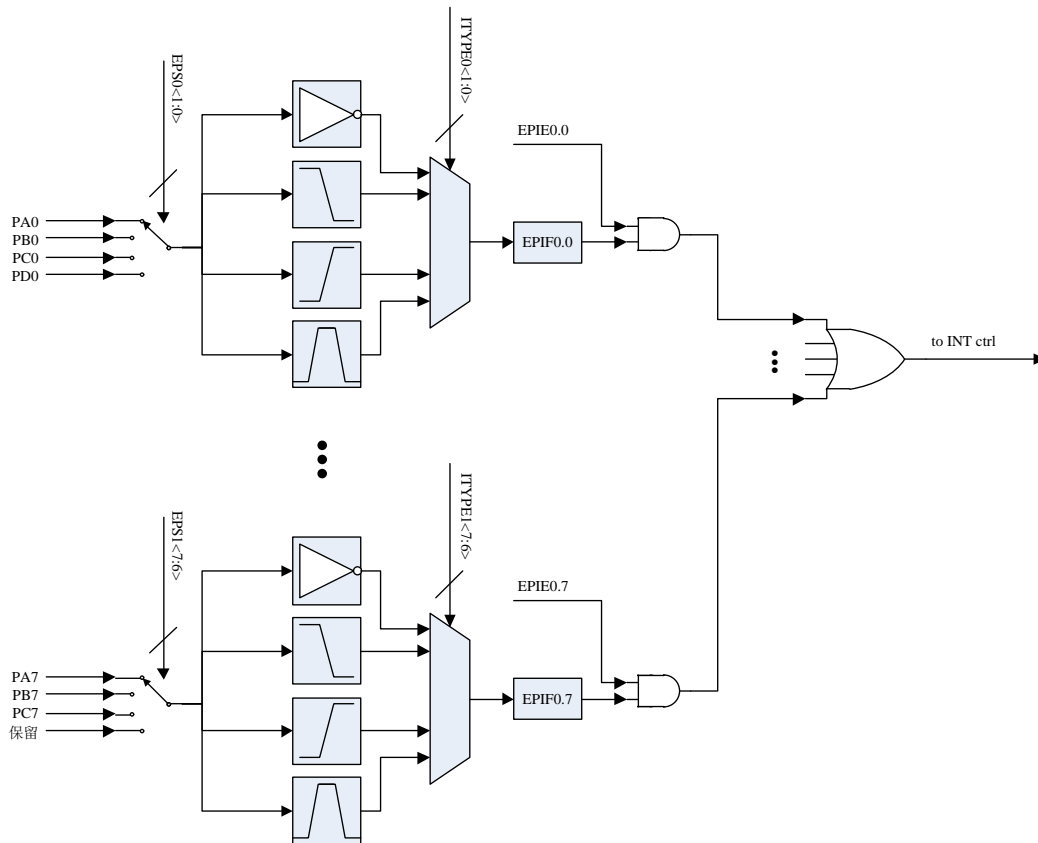 EPS0<1:0>
ITYPE0<1:0>
EPIE0.0
PA0
PB0
PC0
PD0
EPIF0.0
to INT ctrl
EPS1<7:6>
ITYPE1<7:6>
EPIE0.7
PA7
PB7
PC7
保留
EPIF0.7